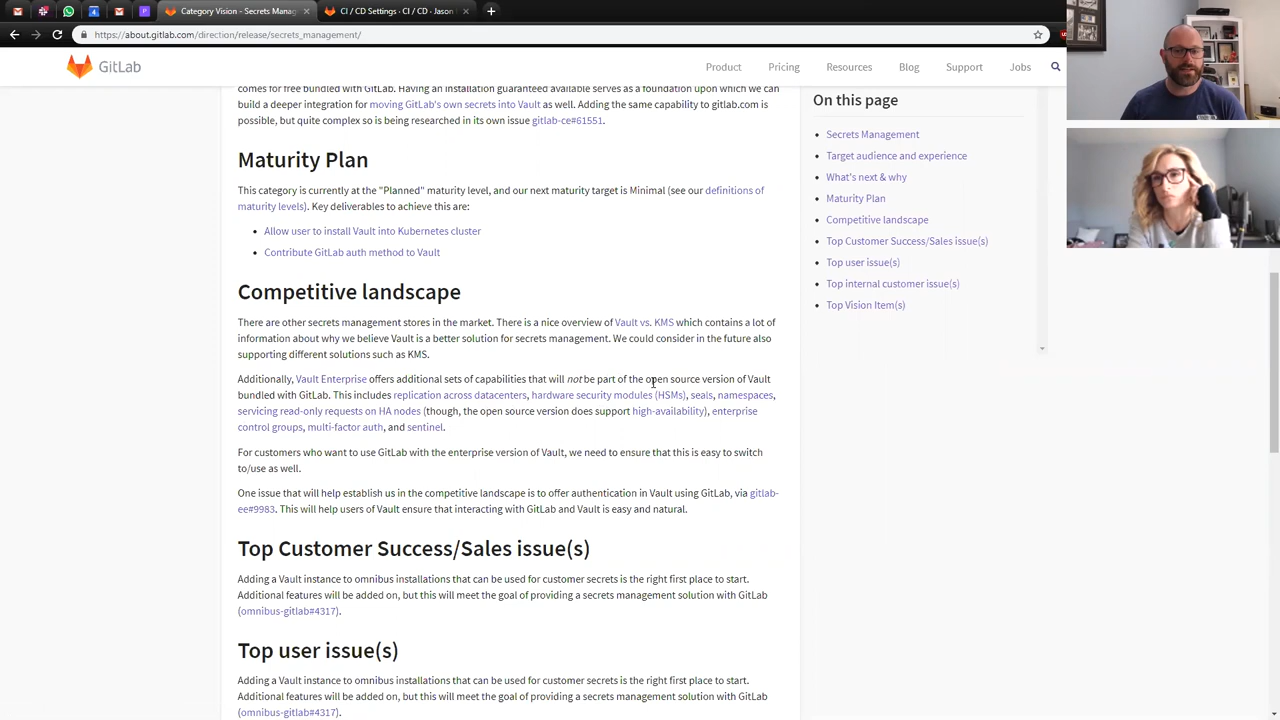 Category Vision - Secrets Mana
CI / CD Settings · CI / CD · Jason
https://about.gitlab.com/direction/release/secrets_management/
GitLab
Product
Pricing
Resources
Blog
Support
Jobs
comes for free bundled with GitLab. Having an installation guaranteed available serves as a foundation upon which we can
build a deeper integration for moving GitLab's own secrets into Vault as well. Adding the same capability to gitlab.com is
possible, but quite complex so is being researched in its own issue gitlab-ce#61551.
Maturity Plan
This category is currently at the "Planned" maturity level, and our next maturity target is Minimal (see our definitions of
maturity levels). Key deliverables to achieve this are:
• Allow user to install Vault into Kubernetes cluster
• Contribute GitLab auth method to Vault
Competitive landscape
There are other secrets management stores in the market. There is a nice overview of Vault vs. KMS which contains a lot of
information about why we believe Vault is a better solution for secrets management. We could consider in the future also
supporting different solutions such as KMS.
Additionally, Vault Enterprise offers additional sets of capabilities that will not be part of the open source version of Vault
bundled with GitLab. This includes replication across datacenters, hardware security modules (HSMs), seals, namespaces,
servicing read-only requests on HA nodes (though, the open source version does support high-availability), enterprise
control groups, multi-factor auth, and sentinel.
For customers who want to use GitLab with the enterprise version of Vault, we need to ensure that this is easy to switch
to/use as well.
One issue that will help establish us in the competitive landscape is to offer authentication in Vault using GitLab, via gitlab-
ee#9983. This will help users of Vault ensure that interacting with GitLab and Vault is easy and natural.
Top Customer Success/Sales issue(s)
Adding a Vault instance to omnibus installations that can be used for customer secrets is the right first place to start.
Additional features will be added on, but this will meet the goal of providing a secrets management solution with GitLab
(omnibus-gitlab#4317).
Top user issue(s)
Adding a Vault instance to omnibus installations that can be used for customer secrets is the right first place to start.
Additional features will be added on, but this will meet the goal of providing a secrets management solution with GitLab
(omnibus-gitlab#4317).
On this page
• Secrets Management
• Target audience and experience
• What's next & why
• Maturity Plan
• Competitive landscape
• Top Customer Success/Sales issue(s)
• Top user issue(s)
• Top internal customer issue(s)
• Top Vision Item(s)